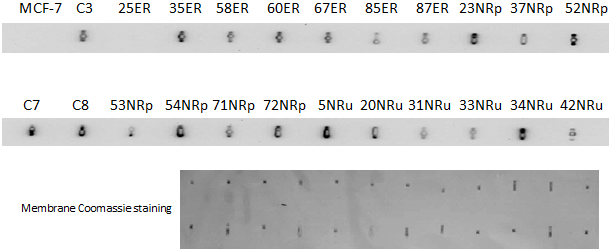 MCF-7 C3 25ER 35ER 58ER 60ER 67ER 85ER 87ER 23NRp 37NRp 52NRp
C7 C8 53NRp 54NRp 71NRp 72NRp 5NRu 20NRu 31NRu 33NRu 34NRu 42NRu
Membrane Coomassie staining